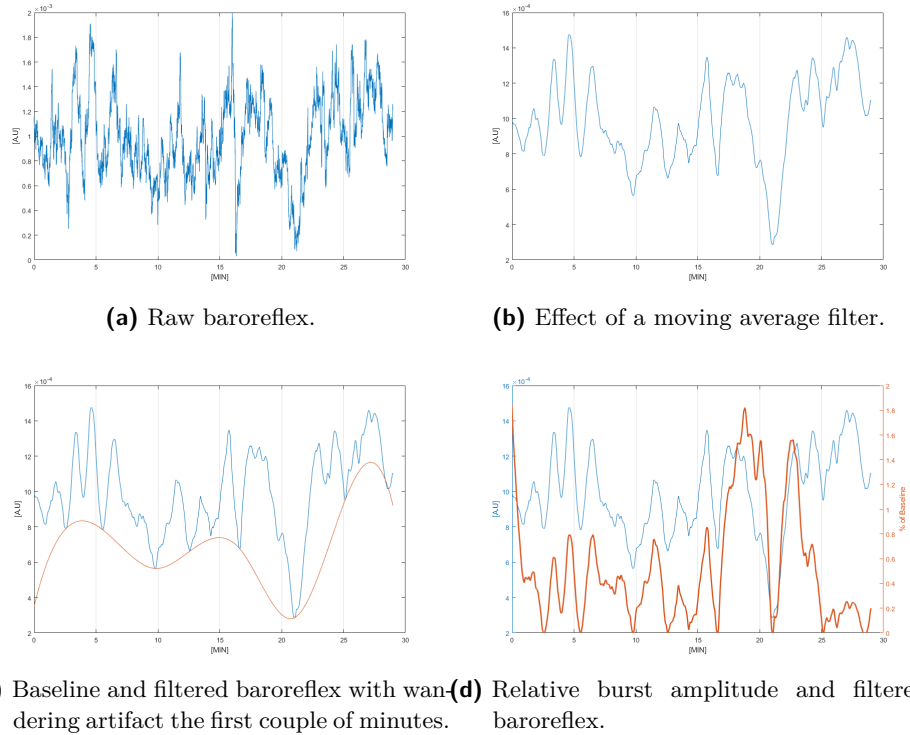 ×10⁻³
2
1.8
1.6
1.4
1.2
1
0.8
0.6
0.4
0.2
0
[A.U]
0 5 10 15 20 25 30
[MIN]
(a) Raw baroreflex.
×10⁻⁴
16
14
12
10
8
6
4
2
[A.U]
0 5 10 15 20 25 30
[MIN]
(b) Effect of a moving average filter.
×10⁻⁴
16
14
12
10
8
6
4
2
[A.U]
0 5 10 15 20 25 30
[MIN]
) Baseline and filtered baroreflex with wan-
dering artifact the first couple of minutes.
×10⁻⁴
16
14
12
10
8
6
4
2
[A.U]
2
1.8
1.6
1.4
1.2
1
0.8
0.6
0.4
0.2
0
% of Baseline
0 5 10 15 20 25 30
[MIN]
(d) Relative burst amplitude and filtere
baroreflex.